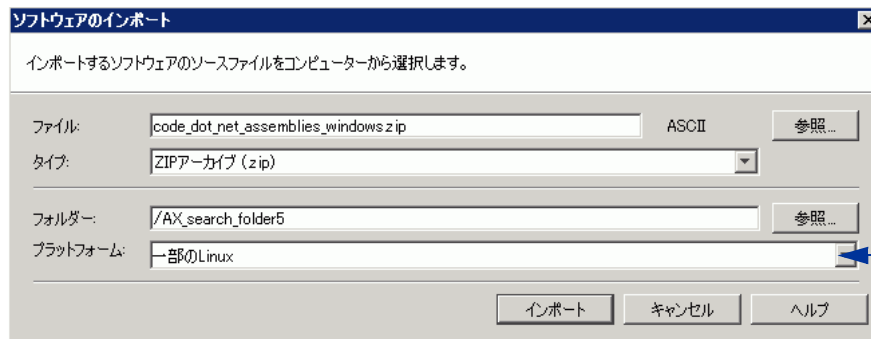 ソフトウェアのインポート
インポートするソフトウェアのソースファイルをコンピューターから選択します。
ファイル: code_dot_net_assemblies_windows.zip ASCII 参照...
タイプ: ZIPアーカイブ (zip)
フォルダー: /AX_search_folder5 参照...
プラットフォーム: 一部のLinux
インポート キャンセル ヘルプ